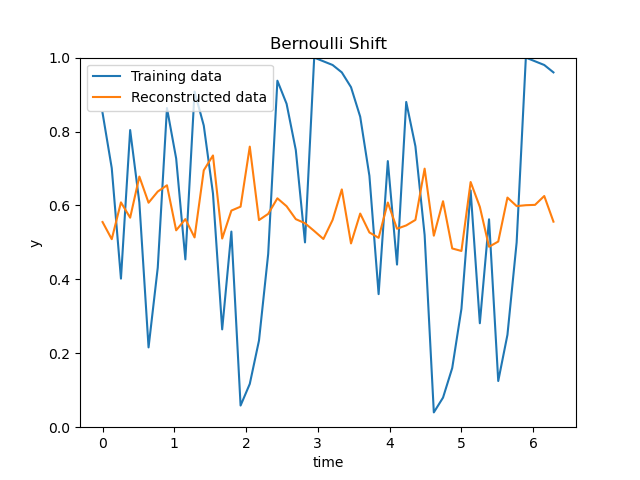 Bernoulli Shift
Training data
Reconstructed data
y
1.0
0.8
0.6
0.4
0.2
0.0
0 1 2 3 4 5 6
time